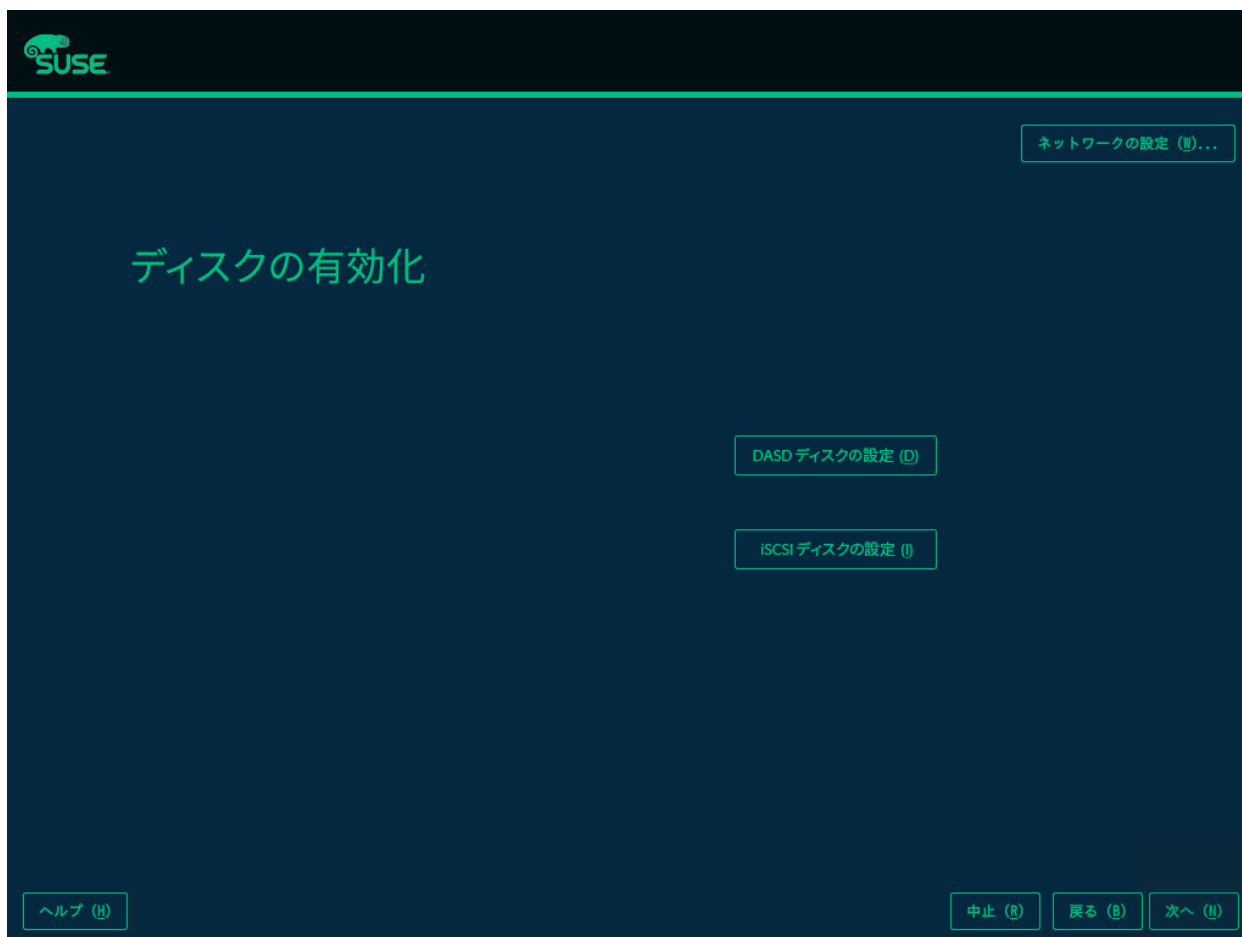 SUSE
ネットワークの設定 (W)...
ディスクの有効化
DASD ディスクの設定 (D)
iSCSI ディスクの設定 (I)
ヘルプ (H)
中止 (R)
戻る (B)
次へ (N)